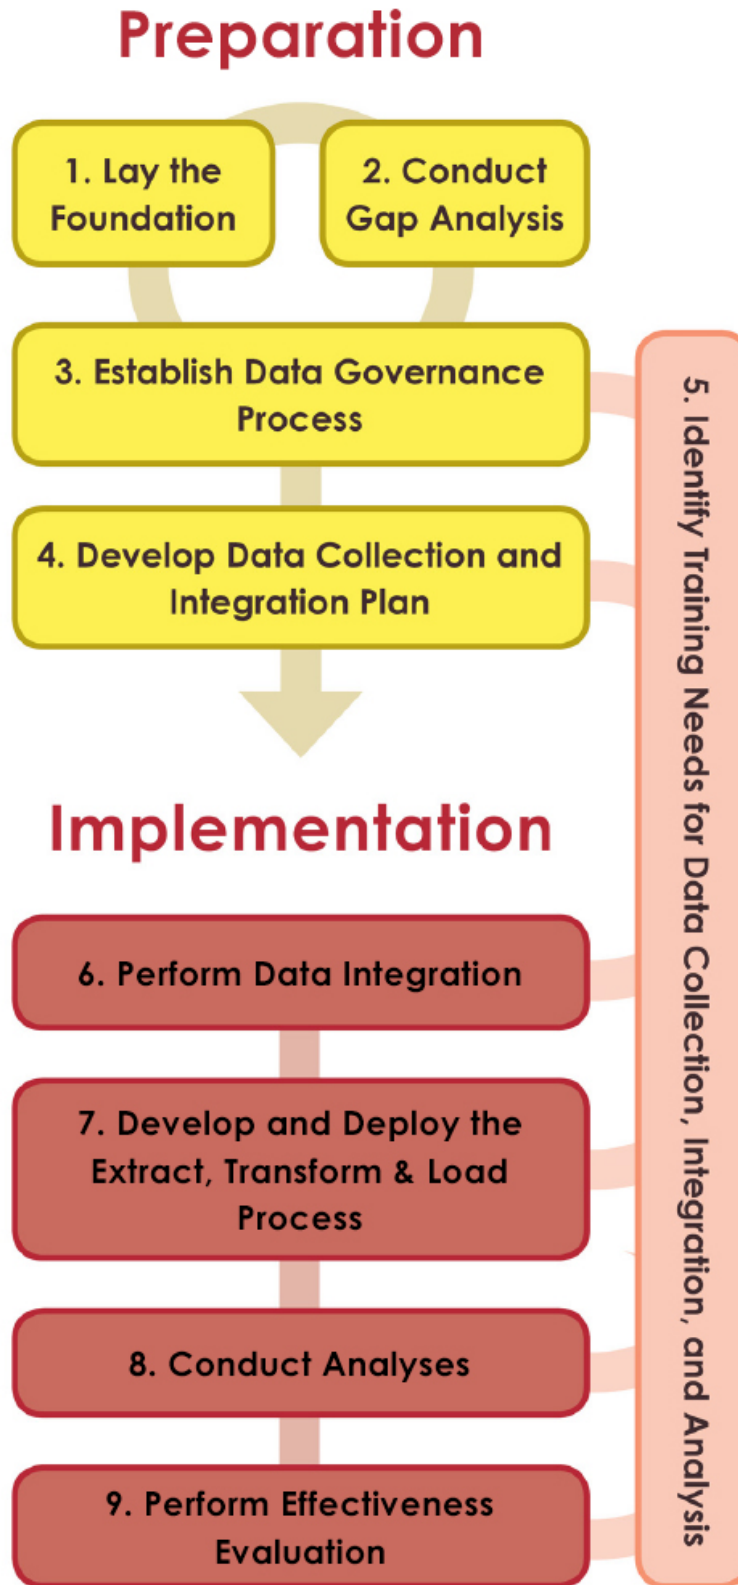 Preparation
1. Lay the
Foundation
2. Conduct
Gap Analysis
3. Establish Data Governance
Process
4. Develop Data Collection and
Integration Plan
5. Identify Training Needs for Data Collection, Integration, and Analysis
Implementation
6. Perform Data Integration
7. Develop and Deploy the
Extract, Transform & Load
Process
8. Conduct Analyses
9. Perform Effectiveness
Evaluation